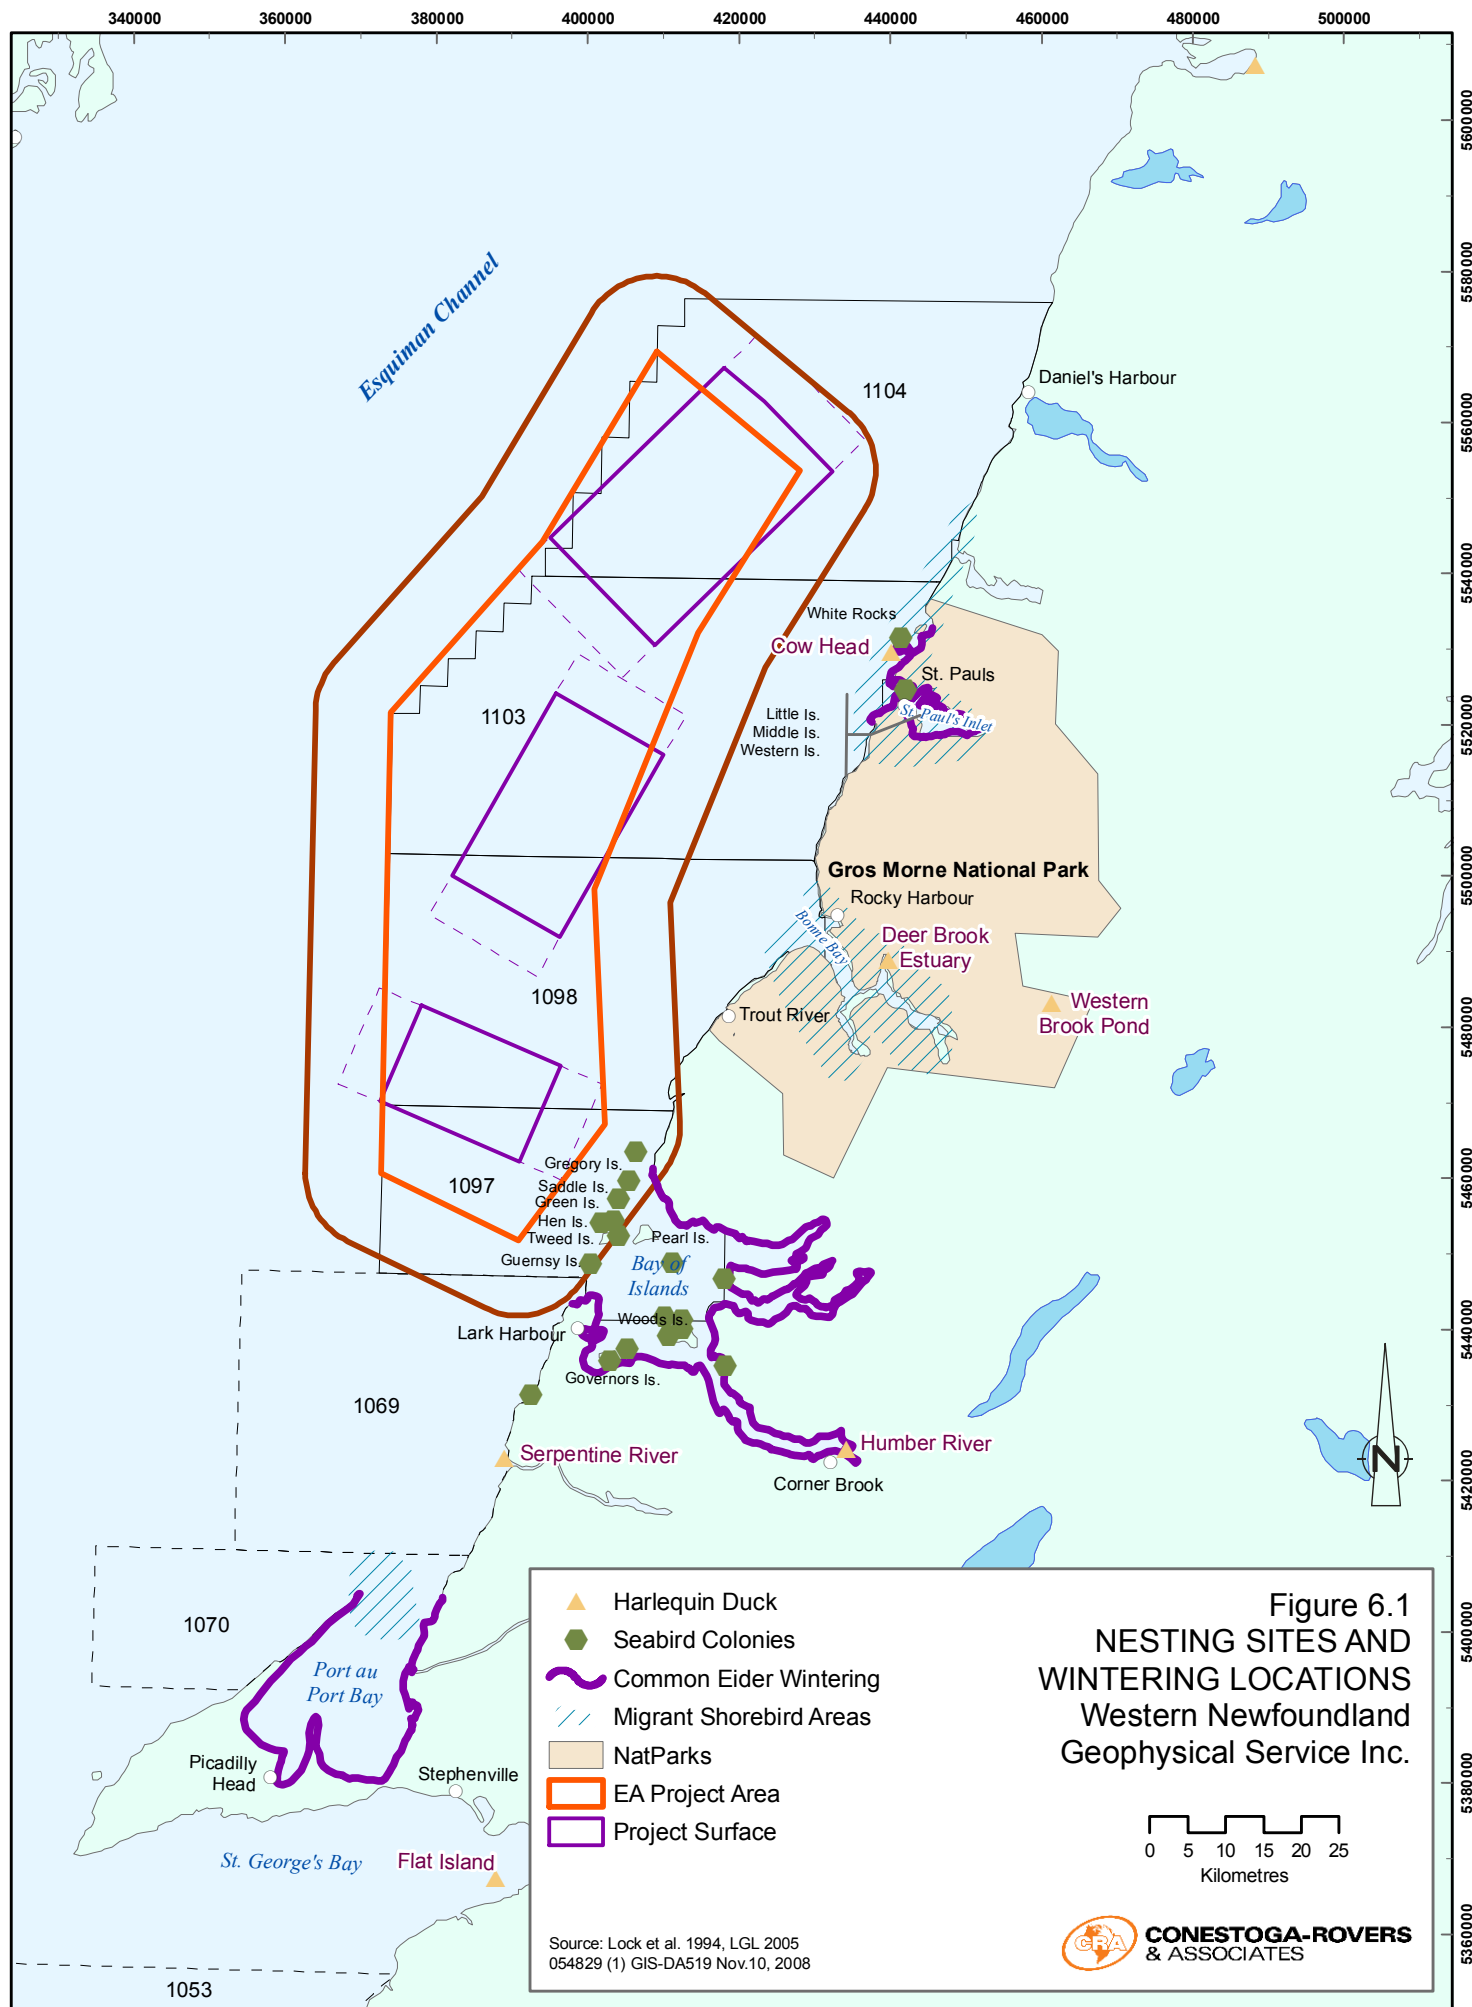 340000
360000
380000
400000
420000
440000
460000
480000
500000
5600000
5580000
5560000
5540000
5520000
5500000
5480000
5460000
5440000
5420000
5400000
5380000
5360000
Esquiman Channel
1104
Daniel's Harbour
White Rocks
Cow Head
St. Pauls
St. Paul's Inlet
Little Is.
Middle Is.
Western Is.
1103
Gros Morne National Park
Rocky Harbour
Bonne Bay
Deer Brook
Estuary
Western
Brook Pond
1098
Trout River
Gregory Is.
Saddle Is.
Green Is.
Hen Is.
Tweed Is.
Guernsy Is.
Pearl Is.
1097
Bay of
Islands
Woods Is.
Lark Harbour
Governors Is.
1069
Serpentine River
Humber River
Corner Brook
1070
Port au
Port Bay
Picadilly
Head
Stephenville
St. George's Bay
Flat Island
1053
Harlequin Duck
Seabird Colonies
Common Eider Wintering
Migrant Shorebird Areas
NatParks
EA Project Area
Project Surface
Figure 6.1
NESTING SITES AND
WINTERING LOCATIONS
Western Newfoundland
Geophysical Service Inc.
N
0 5 10 15 20 25
Kilometres
Source: Lock et al. 1994, LGL 2005
054829 (1) GIS-DA519 Nov.10, 2008
CRA
CONESTOGA-ROVERS
& ASSOCIATES